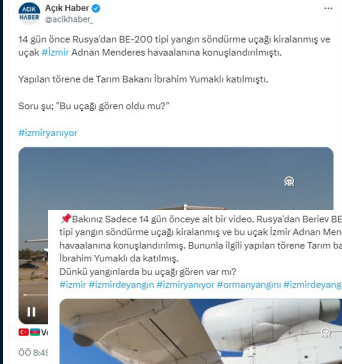 AÇIK
HABER
Açık Haber
@acikhaber_
14 gün önce Rusya'dan BE-200 tipi yangın söndürme uçağı kiralanmış ve
uçak #İzmir Adnan Menderes havaalanına konuşlandırılmıştı.
Yapılan törene de Tarım Bakanı İbrahim Yumaklı katılmıştı.
Soru şu; "Bu uçağı gören oldu mu?"
#izmiryanıyor
📌Bakınız Sadece 14 gün önceye ait bir video. Rusya'dan Beriev BE
tipi yangın söndürme uçağı kiralanmış ve bu uçak İzmir Adnan Men
havaalanına konuşlandırılmış. Bununla ilgili yapılan törene Tarım ba
İbrahim Yumaklı da katılmış.
Dünkü yangınlarda bu uçağı gören var mı?
#izmir #izmirdeyangın #izmiryanıyor #ormanyangını #izmirdeyang
ÖÖ 8:49